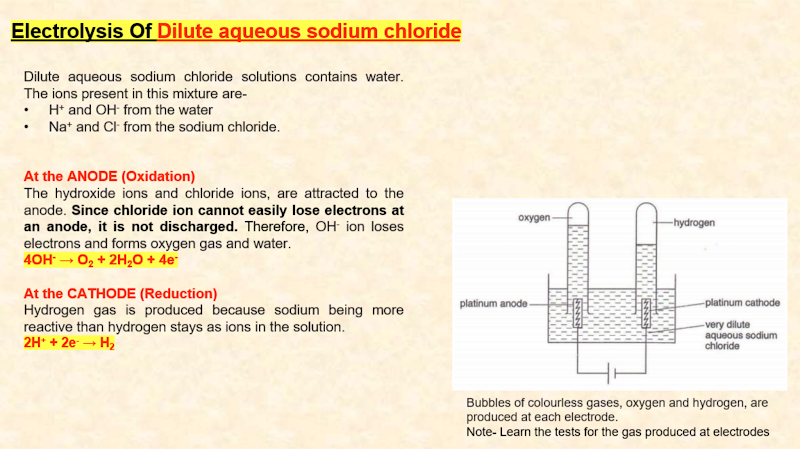 Electrolysis Of Dilute aqueous sodium chloride
Dilute aqueous sodium chloride solutions contains water.
The ions present in this mixture are-
• H⁺ and OH⁻ from the water
• Na⁺ and Cl⁻ from the sodium chloride.
At the ANODE (Oxidation)
The hydroxide ions and chloride ions, are attracted to the
anode. Since chloride ion cannot easily lose electrons at
an anode, it is not discharged. Therefore, OH⁻ ion loses
electrons and forms oxygen gas and water.
4OH⁻ → O₂ + 2H₂O + 4e⁻
At the CATHODE (Reduction)
Hydrogen gas is produced because sodium being more
reactive than hydrogen stays as ions in the solution.
2H⁺ + 2e⁻ → H₂
oxygen
hydrogen
platinum anode
platinum cathode
very dilute
aqueous sodium
chloride
Bubbles of colourless gases, oxygen and hydrogen, are
produced at each electrode.
Note- Learn the tests for the gas produced at electrodes